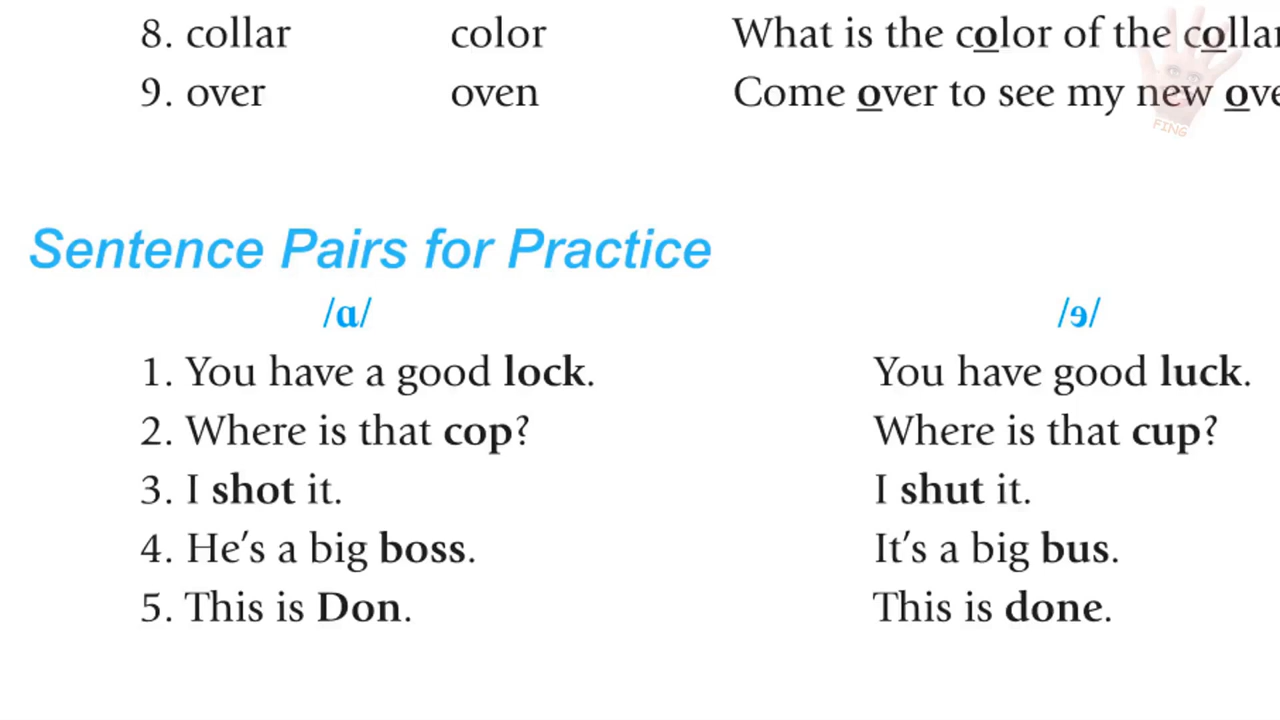 8. collar color What is the color of the collar
9. over oven Come over to see my new ove
FING
Sentence Pairs for Practice
/ɑ/ /ɘ/
1. You have a good lock. You have good luck.
2. Where is that cop? Where is that cup?
3. I shot it. I shut it.
4. He's a big boss. It's a big bus.
5. This is Don. This is done.